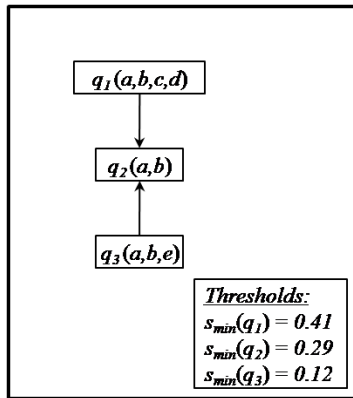 q₁(a,b,c,d)
q₂(a,b)
q₃(a,b,e)
Thresholds:
sₘᵢₙ(q₁) = 0.41
sₘᵢₙ(q₂) = 0.29
sₘᵢₙ(q₃) = 0.12